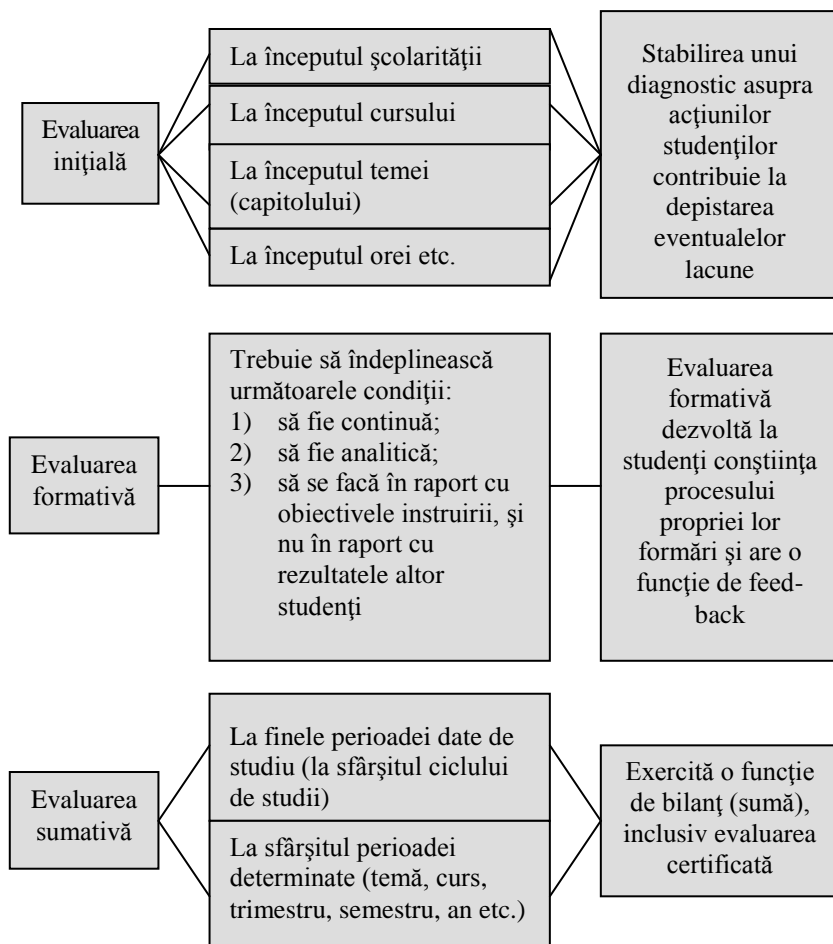 Evaluarea
iniţială
La începutul şcolarităţii
La începutul cursului
La începutul temei
(capitolului)
La începutul orei etc.
Stabilirea unui
diagnostic asupra
acţiunilor
studenţilor
contribuie la
depistarea
eventualelor
lacune
Evaluarea
formativă
Trebuie să îndeplinească
următoarele condiţii:
1) să fie continuă;
2) să fie analitică;
3) să se facă în raport cu
obiectivele instruirii, şi
nu în raport cu
rezultatele altor
studenţi
Evaluarea
formativă
dezvoltă la
studenţi conştiinţa
procesului
propriei lor
formări şi are o
funcţie de feed-
back
Evaluarea
sumativă
La finele perioadei date de
studiu (la sfârşitul ciclului
de studii)
La sfârşitul perioadei
determinate (temă, curs,
trimestru, semestru, an etc.)
Exercită o funcţie
de bilanţ (sumă),
inclusiv evaluarea
certificată